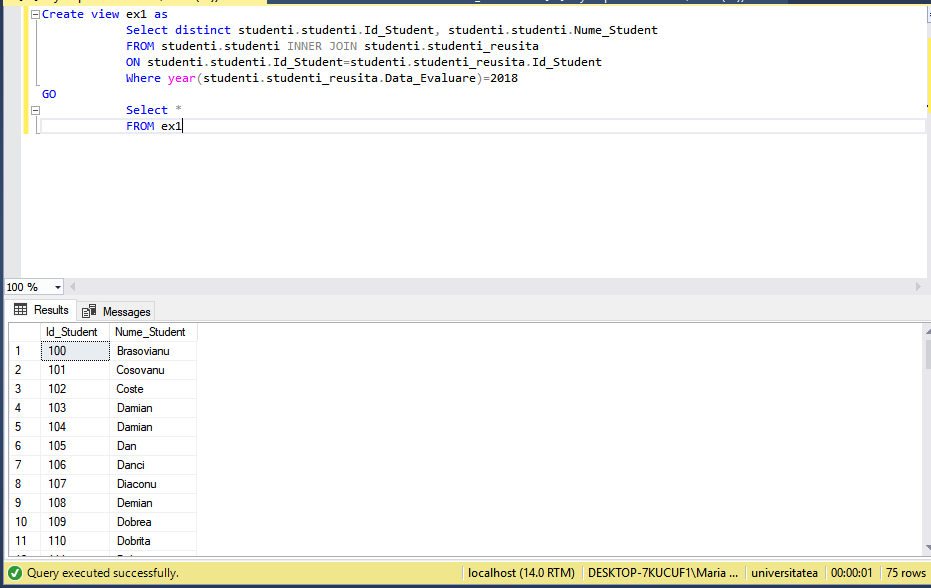 Create view ex1 as
Select distinct studenti.studenti.Id_Student, studenti.studenti.Nume_Student
FROM studenti.studenti INNER JOIN studenti.studenti_reusita
ON studenti.studenti.Id_Student=studenti.studenti_reusita.Id_Student
Where year(studenti.studenti_reusita.Data_Evaluare)=2018
GO
Select *
FROM ex1
100 %
Results Messages
Id_Student Nume_Student
1 100 Brasovianu
2 101 Cosovanu
3 102 Coste
4 103 Damian
5 104 Damian
6 105 Dan
7 106 Danci
8 107 Diaconu
9 108 Demian
10 109 Dobrea
11 110 Dobrita
Query executed successfully. localhost (14.0 RTM) DESKTOP-7KUCUF1\Maria ... universitatea 00:00:01 75 rows